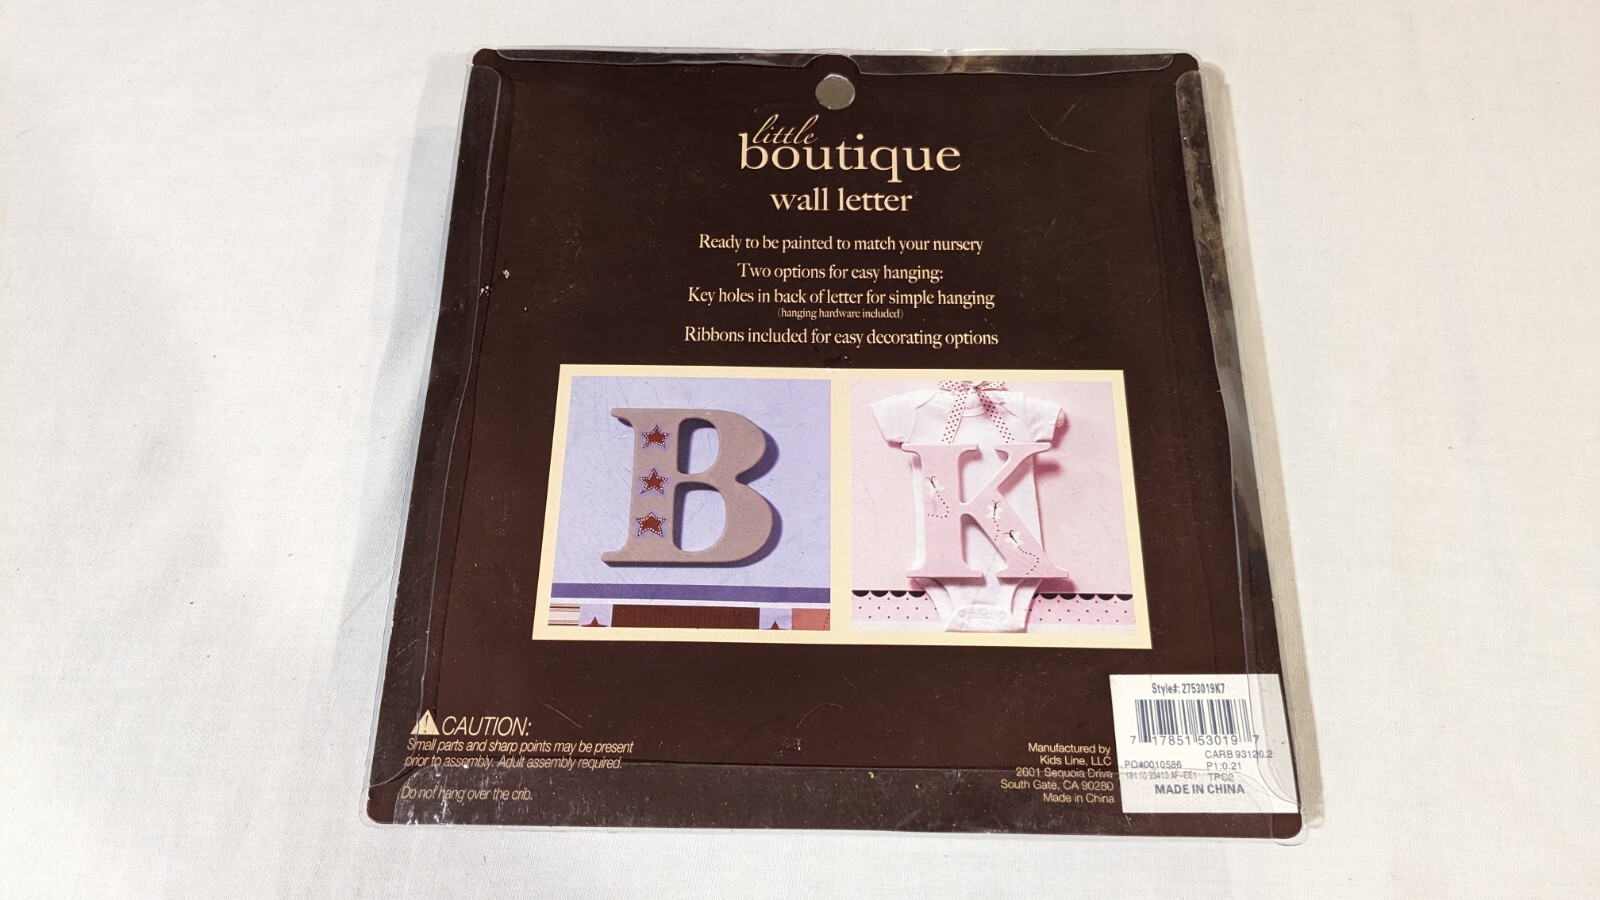 little
boutique
wall letter
Ready to be painted to match your nursery
Two options for easy hanging:
Key holes in back of letter for simple hanging
(hanging hardware included)
Ribbons included for easy decorating options
B
K
CAUTION:
Small parts and sharp points may be present
prior to assembly. Adult assembly required.
Do not hang over the crib.
Manufactured by
Kids Line, LLC
2601 Sequoia Drive
South Gate, CA 90280
Made in China
Style#: 2753019K7
7 17851 53019 7
CARB 93120.2
PO#0010586 P1:0.21
TPC2
MADE IN CHINA